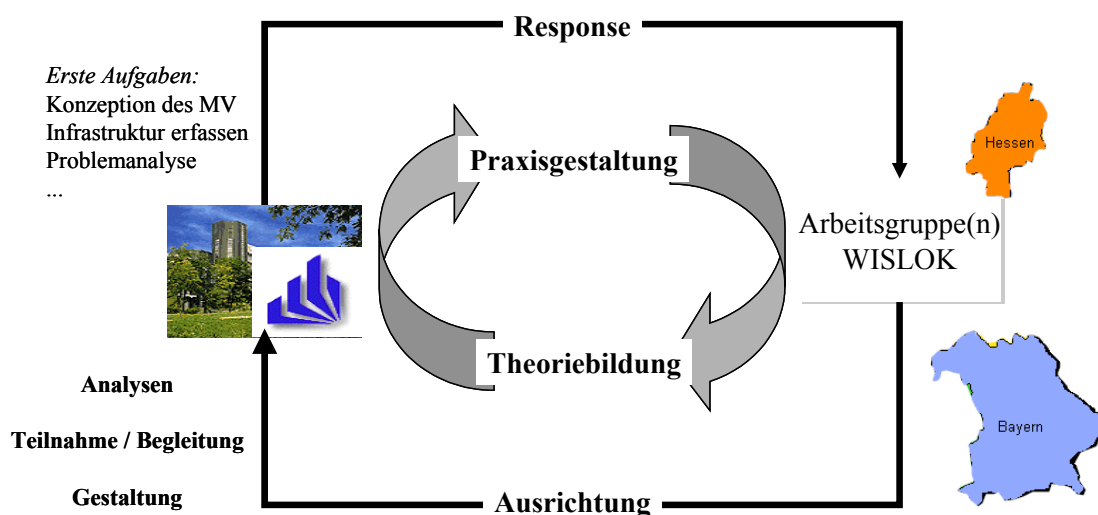 Response
Erste Aufgaben:
Konzeption des MV
Infrastruktur erfassen
Problemanalyse
...
Praxisgestaltung
Hessen
Arbeitsgruppe(n)
WISLOK
Theoriebildung
Analysen
Teilnahme / Begleitung
Gestaltung
Bayern
Ausrichtung